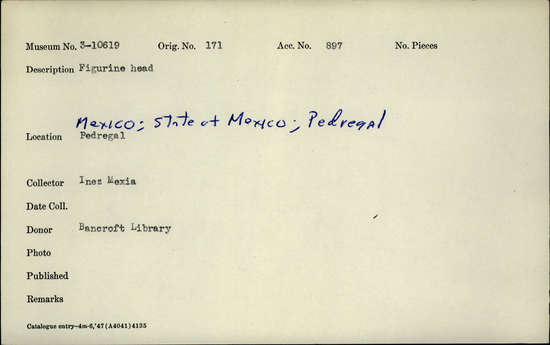 Museum No. 3-10619 Orig. No. 171 Acc. No. 897 No. Pieces
Description Figurine head
Mexico; State of Mexico; Pedregal
Location Pedregal
Collector Inez Mexia
Date Coll.
Donor Bancroft Library
Photo
Published
Remarks
Catalogue entry—4m-6,'47 (A4041) 4135